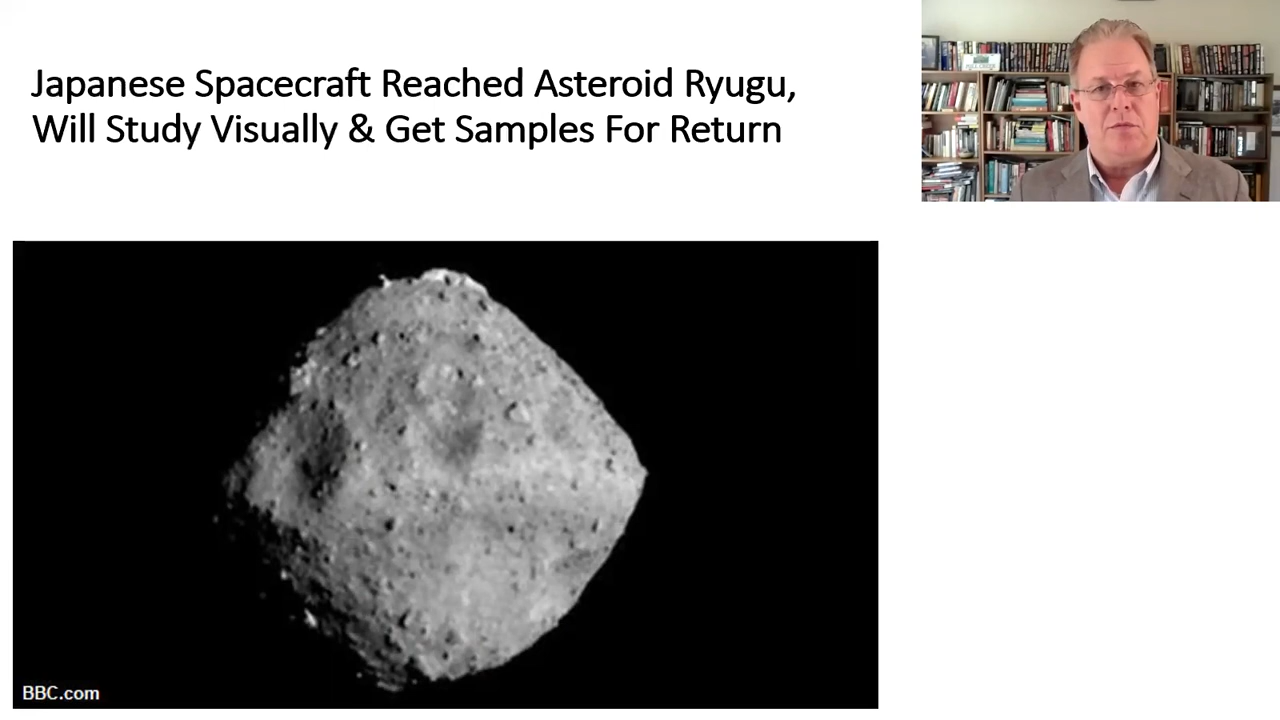 Japanese Spacecraft Reached Asteroid Ryugu,
Will Study Visually & Get Samples For Return
BBC.com